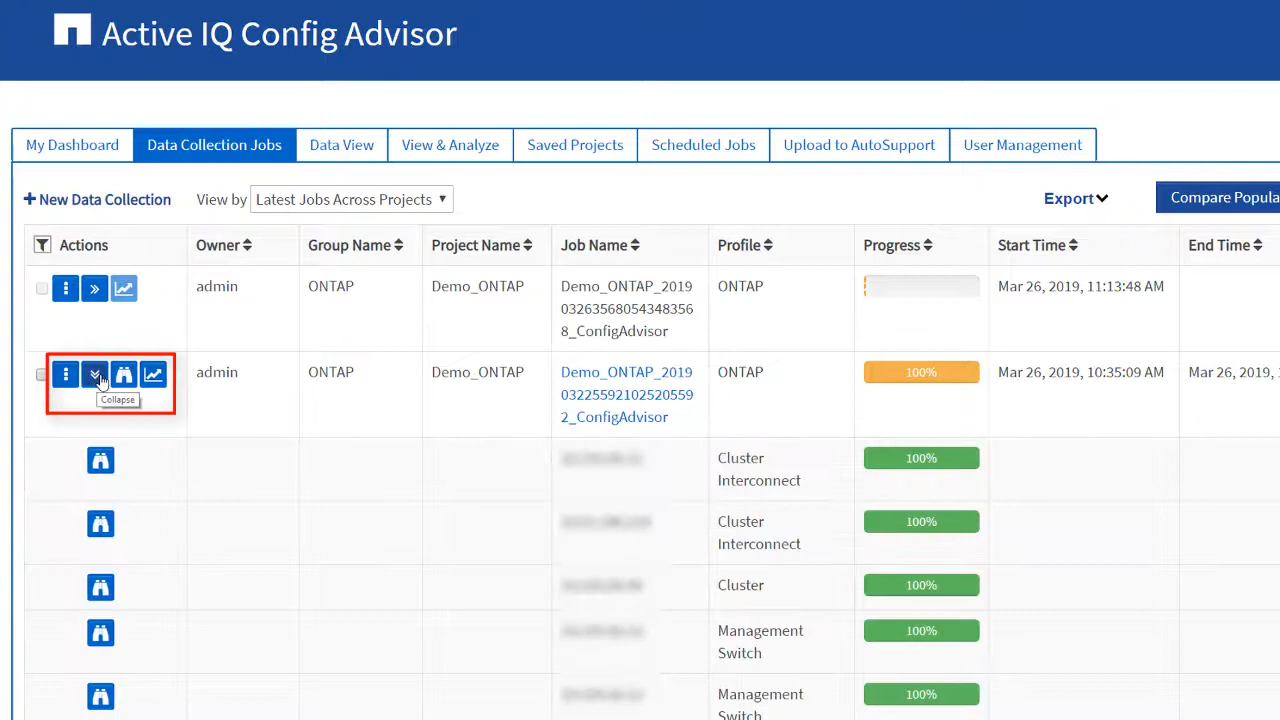 Active IQ Config Advisor
My Dashboard
Data Collection Jobs
Data View
View & Analyze
Saved Projects
Scheduled Jobs
Upload to AutoSupport
User Management
New Data Collection
View by
Latest Jobs Across Projects
Export
Compare Popula
Actions
Owner
Group Name
Project Name
Job Name
Profile
Progress
Start Time
End Time
admin
ONTAP
Demo_ONTAP
Demo_ONTAP_2019
03263568054348356
8_ConfigAdvisor
ONTAP
Mar 26, 2019, 11:13:48 AM
Collapse
admin
ONTAP
Demo_ONTAP
Demo_ONTAP_2019
03225592102520559
2_ConfigAdvisor
ONTAP
100%
Mar 26, 2019, 10:35:09 AM
Mar 26, 2019,
Cluster
Interconnect
100%
Cluster
Interconnect
100%
Cluster
100%
Management
Switch
100%
Management
Switch
100%